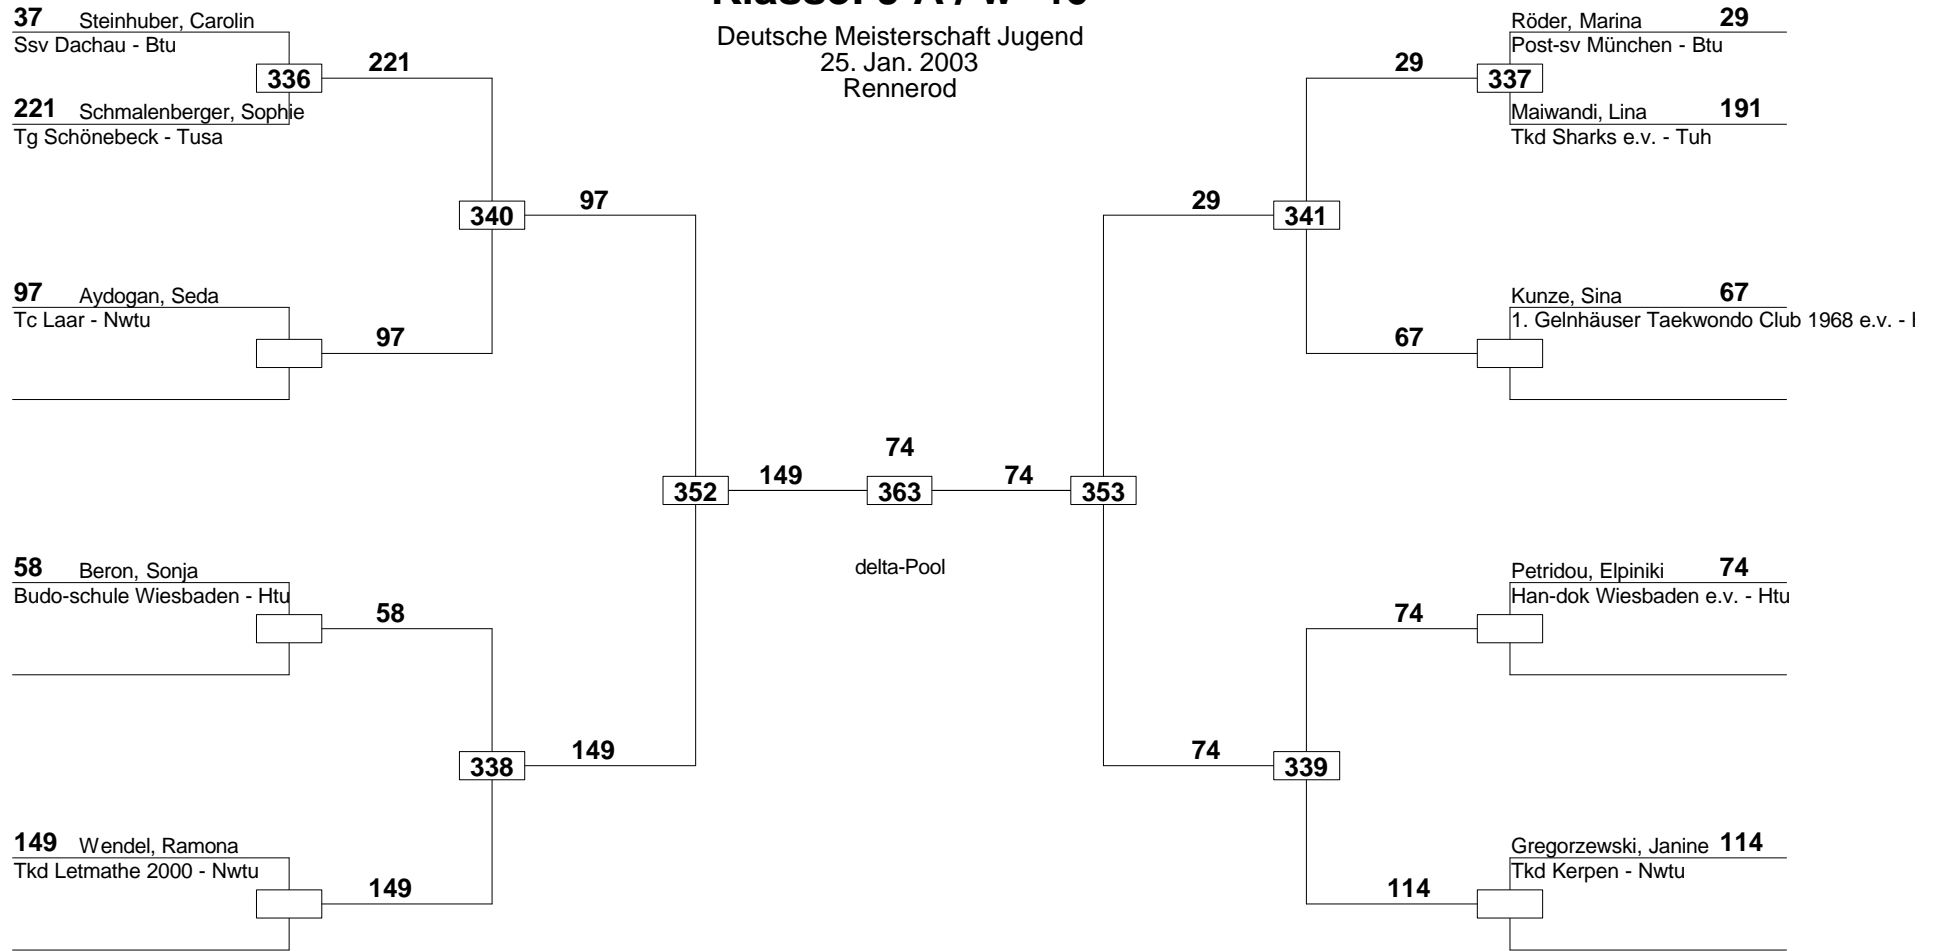 37 Steinhuber, Carolin
Ssv Dachau - Btu
336
221
221 Schmalenberger, Sophie
Tg Schönebeck - Tusa
340
97
97 Aydogan, Seda
Tc Laar - Nwtu
97
58 Beron, Sonja
Budo-schule Wiesbaden - Htu
58
338
149
149 Wendel, Ramona
Tkd Letmathe 2000 - Nwtu
149
352
149
Deutsche Meisterschaft Jugend
25. Jan. 2003
Rennerod
74
363
delta-Pool
74
353
Röder, Marina 29
Post-sv München - Btu
29
337
Maiwandi, Lina 191
Tkd Sharks e.v. - Tuh
29
341
Kunze, Sina 67
1. Gelnhäuser Taekwondo Club 1968 e.v. -
67
Petridou, Elpiniki 74
Han-dok Wiesbaden e.v. - Htu
74
74
339
Gregorzewski, Janine 114
Tkd Kerpen - Nwtu
114